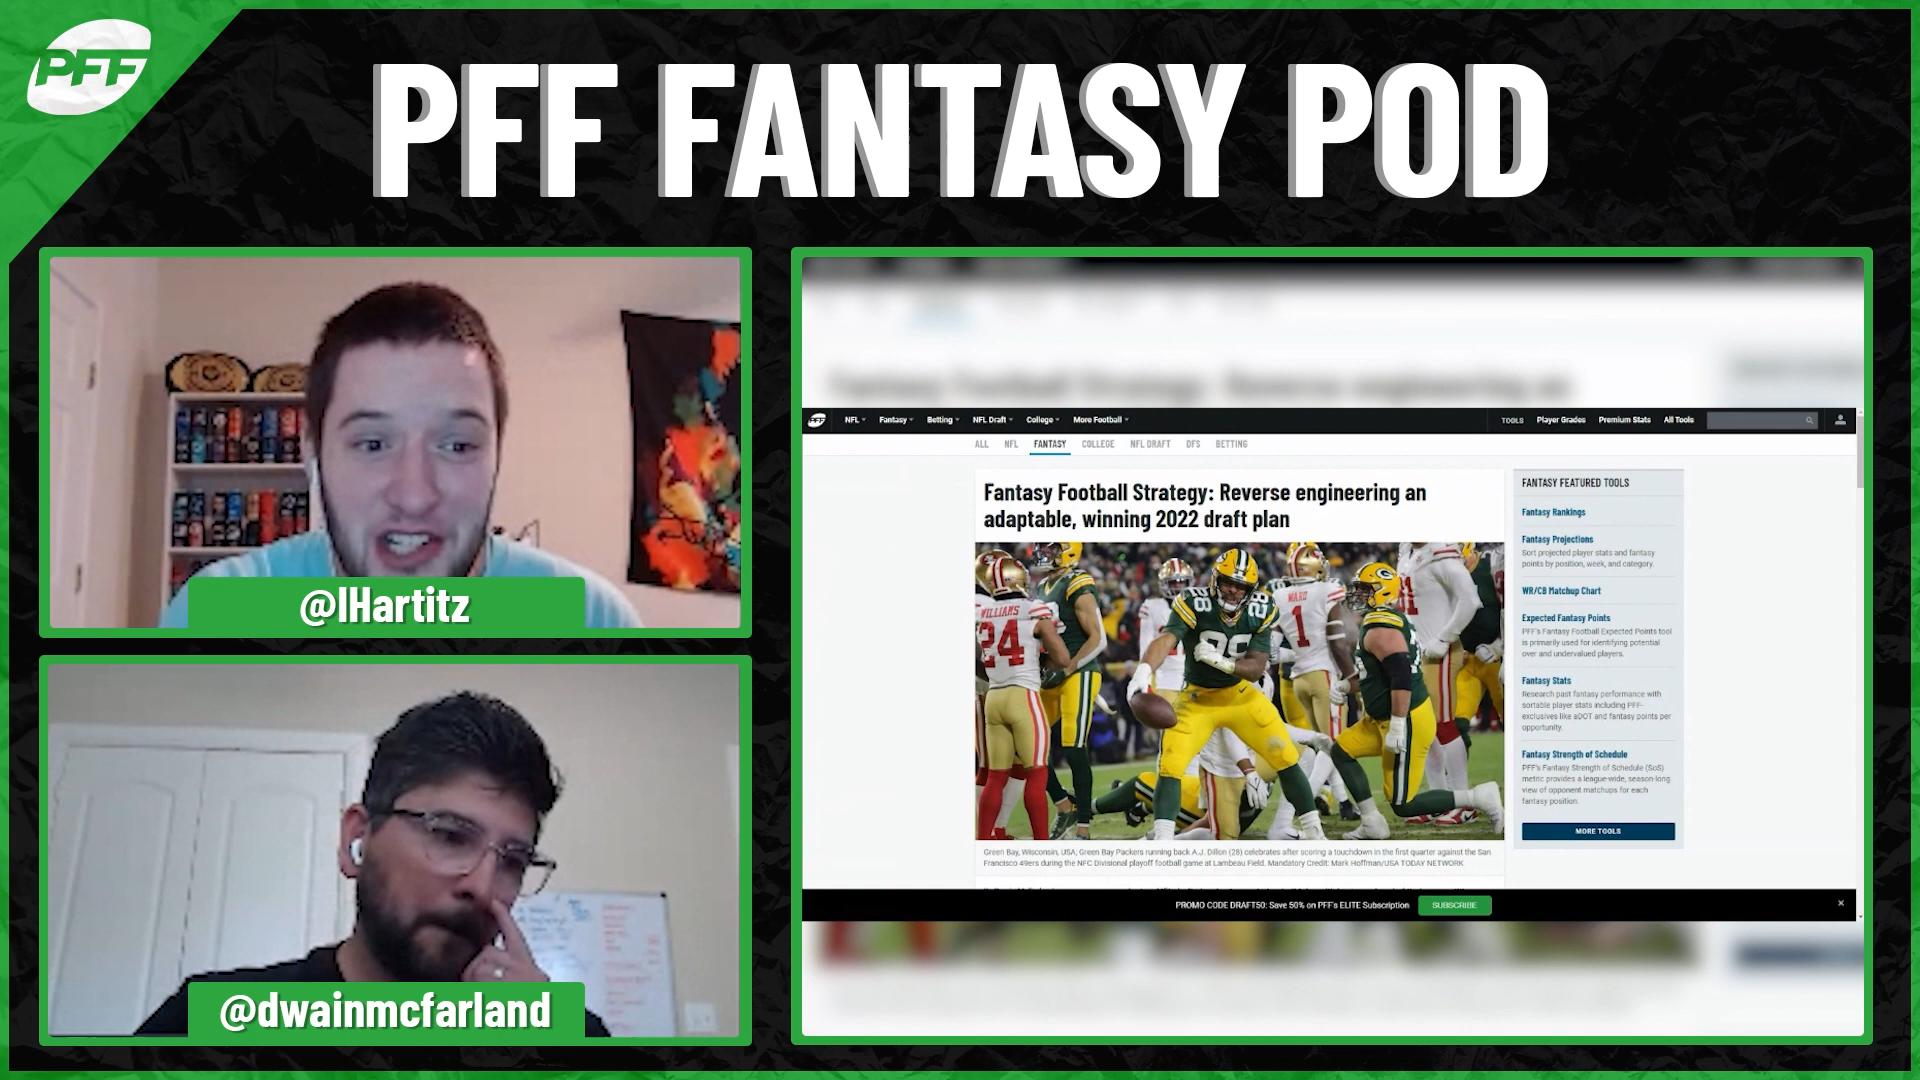 PFF
PFF FANTASY POD
@IHartitz
@dwainmcfarland
NFL Fantasy Betting NFL Draft College More Football
TOOLS Player Grades Premium Stats All Tools
ALL NFL FANTASY COLLEGE NFL DRAFT DFS BETTING
Fantasy Football Strategy: Reverse engineering an
adaptable, winning 2022 draft plan
WILLIAMS
24
28
28
WARD
1
Green Bay, Wisconsin, USA; Green Bay Packers running back A.J. Dillon (28) celebrates after scoring a touchdown in the first quarter against the San
Francisco 49ers during the NFC Divisional playoff football game at Lambeau Field. Mandatory Credit: Mark Hoffman/USA TODAY NETWORK
FANTASY FEATURED TOOLS
Fantasy Rankings
Fantasy Projections
Sort projected player stats and fantasy
points by position, week, and category.
WR/CB Matchup Chart
Expected Fantasy Points
PFF's Fantasy Football Expected Points tool
is primarily used for identifying potential
over and undervalued players.
Fantasy Stats
Research past fantasy performance with
sortable player stats including PFF-
exclusives like aDOT and fantasy points per
opportunity.
Fantasy Strength of Schedule
PFF's Fantasy Strength of Schedule (SoS)
metric provides a league-wide, season-long
view of opponent matchups for each
fantasy position.
MORE TOOLS
PROMO CODE DRAFT50: Save 50% on PFF's ELITE Subscription SUBSCRIBE